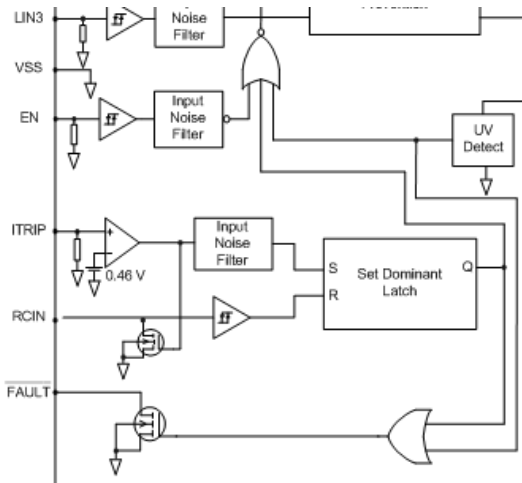 LIN3
Input
Noise
Filter
VSS
EN
Input
Noise
Filter
UV
Detect
ITRIP
+
-
0.46 V
Input
Noise
Filter
S
R
Q
Set Dominant
Latch
RCIN
FAULT